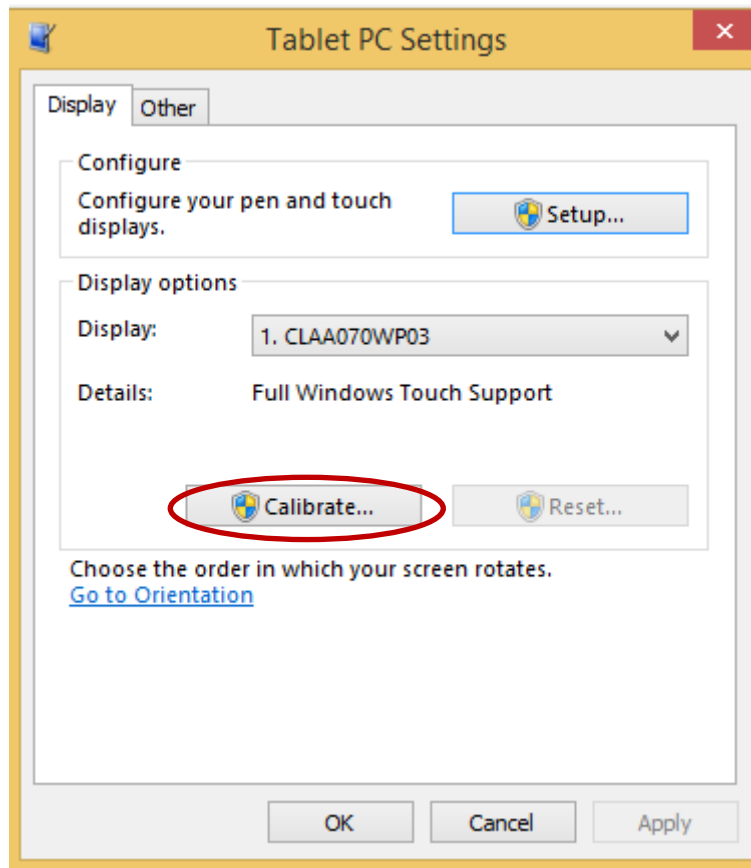 Tablet PC Settings
Display
Other
Configure
Configure your pen and touch
displays.
Setup...
Display options
Display:
1. CLAA070WP03
Details:
Full Windows Touch Support
Calibrate...
Reset...
Choose the order in which your screen rotates.
Go to Orientation
OK
Cancel
Apply